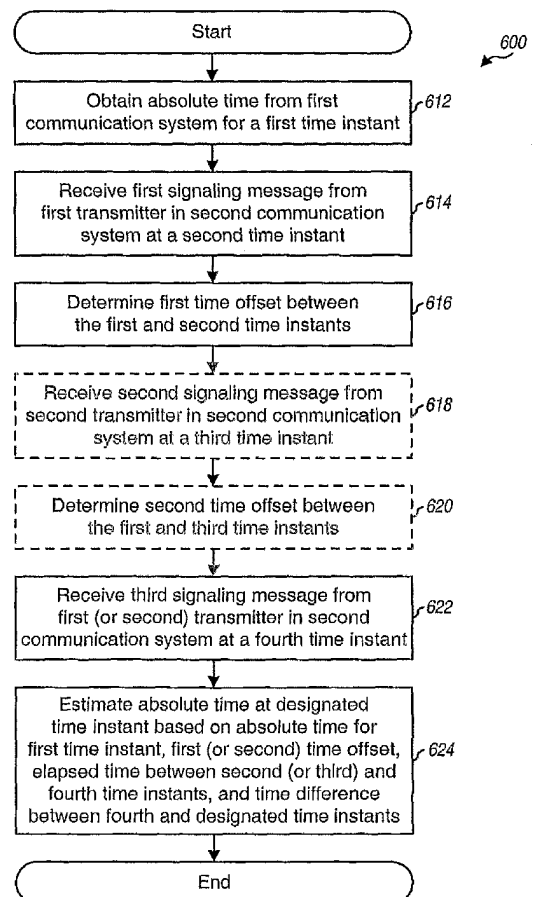 Start
600
Obtain absolute time from first
communication system for a first time instant
612
Receive first signaling message from
first transmitter in second communication
system at a second time instant
614
Determine first time offset between
the first and second time instants
616
Receive second signaling message from
second transmitter in second communication
system at a third time instant
618
Determine second time offset between
the first and third time instants
620
Receive third signaling message from
first (or second) transmitter in second
communication system at a fourth time instant
622
Estimate absolute time at designated
time instant based on absolute time for
first time instant, first (or second) time offset,
elapsed time between second (or third) and
fourth time instants, and time difference
between fourth and designated time instants
624
End